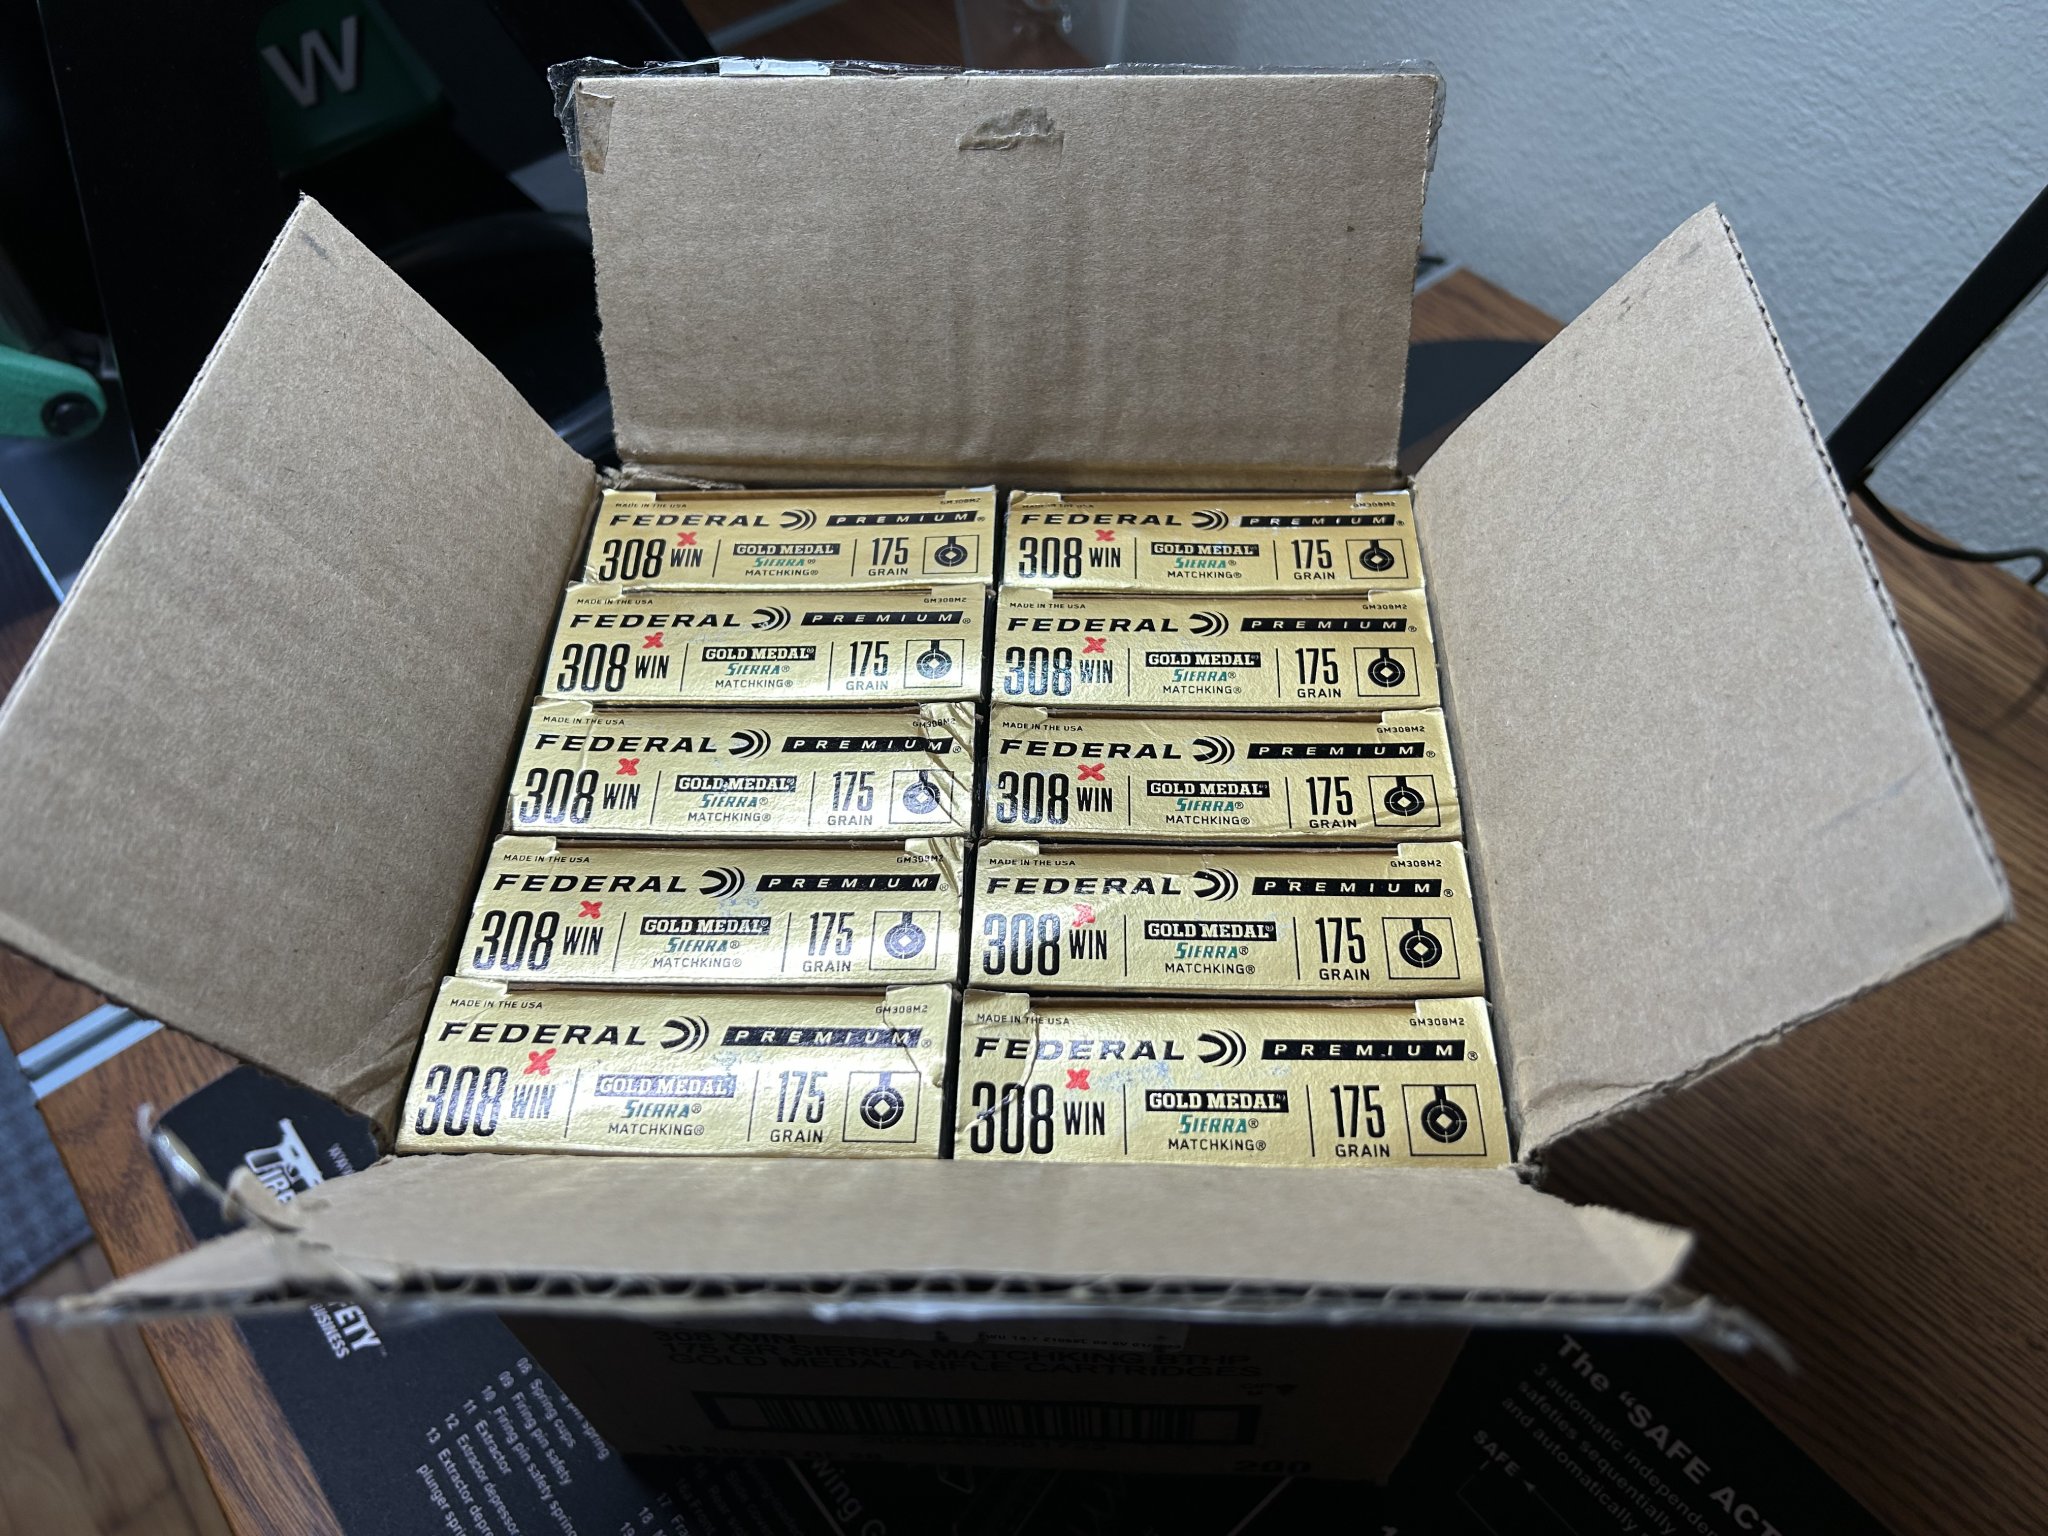 W
MADE IN THE USA GM308M2
FEDERAL PREMIUM®
308 WIN GOLD MEDAL® 175
SIERRA®
MATCHKING® GRAIN
MADE IN THE USA GM308M2
FEDERAL PREMIUM®
308 WIN GOLD MEDAL® 175
SIERRA®
MATCHKING® GRAIN
MADE IN THE USA GM308M2
FEDERAL PREMIUM®
308 WIN GOLD MEDAL® 175
SIERRA®
MATCHKING® GRAIN
MADE IN THE USA GM308M2
FEDERAL PREMIUM®
308 WIN GOLD MEDAL® 175
SIERRA®
MATCHKING® GRAIN
MADE IN THE USA GM308M2
FEDERAL PREMIUM®
308 WIN GOLD MEDAL® 175
SIERRA®
MATCHKING® GRAIN
MADE IN THE USA GM308M2
FEDERAL PREMIUM®
308 WIN GOLD MEDAL® 175
SIERRA®
MATCHKING® GRAIN
MADE IN THE USA GM308M2
FEDERAL PREMIUM®
308 WIN GOLD MEDAL® 175
SIERRA®
MATCHKING® GRAIN
MADE IN THE USA GM308M2
FEDERAL PREMIUM®
308 WIN GOLD MEDAL® 175
SIERRA®
MATCHKING® GRAIN
MADE IN THE USA GM308M2
FEDERAL PREMIUM®
308 WIN GOLD MEDAL® 175
SIERRA®
MATCHKING® GRAIN
MADE IN THE USA GM308M2
FEDERAL PREMIUM®
308 WIN GOLD MEDAL® 175
SIERRA®
MATCHKING® GRAIN
308 WIN
175 GR SIERRA MATCHKING BTHP
GOLD MEDAL RIFLE CARTRIDGES
200
FETY
BUSINESS
08 Spring cups
09 Firing pin spring
10 Firing pin safety
11 Extractor
12 Extractor depressor
13 Extractor depressor
plunger spring
17
18
19
The "SAFE ACT
3 automatic independent
safeties sequentially
and automatically
SAFE